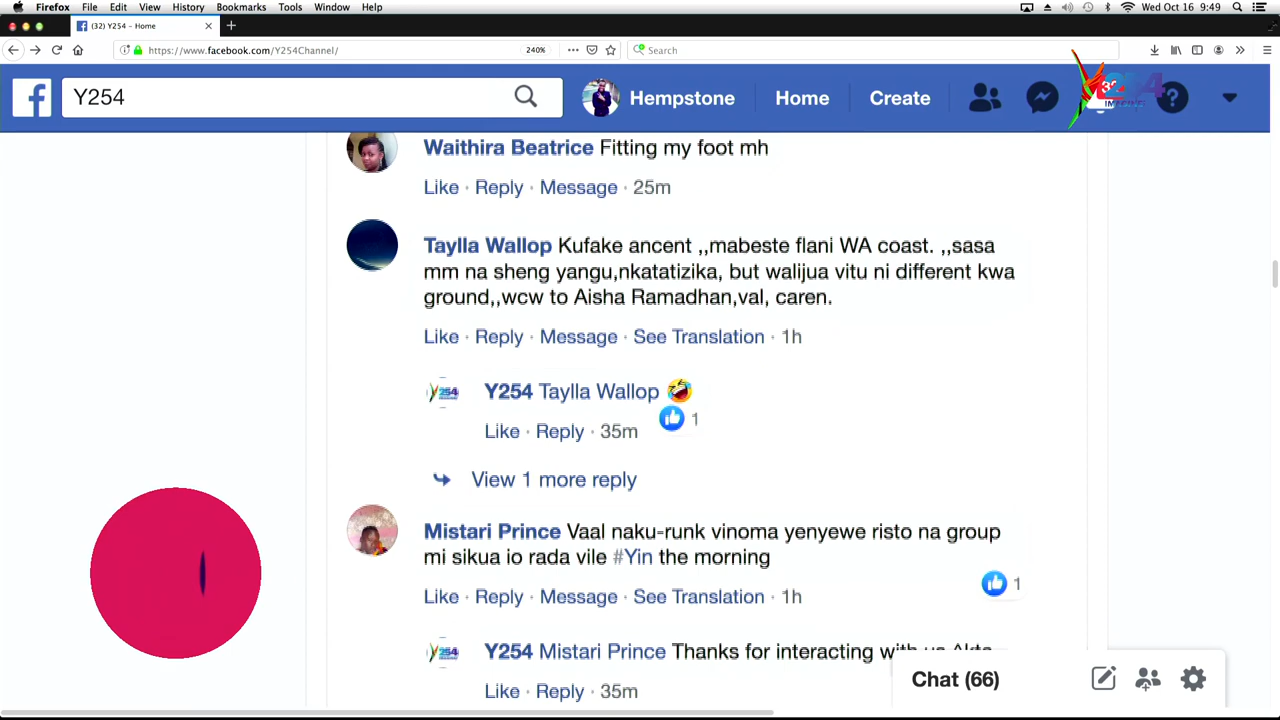 Firefox File Edit View History Bookmarks Tools Window Help Wed Oct 16 9:49
(32) Y254 - Home
https://www.facebook.com/Y254Channel/ 240% Search
Y254 Hempstone Home Create
Waithira Beatrice Fitting my foot mh
Like · Reply · Message · 25m
Taylla Wallop Kufake ancent ,,mabeste flani WA coast. ,,sasa
mm na sheng yangu,nkatatizika, but walijua vitu ni different kwa
ground,,wcw to Aisha Ramadhan,val, caren.
Like · Reply · Message · See Translation · 1h
Y254 Taylla Wallop 🤣
1
Like · Reply · 35m
View 1 more reply
Mistari Prince Vaal naku-runk vinoma yenyewe risto na group
mi sikua io rada vile #Yin the morning
1
Like · Reply · Message · See Translation · 1h
Y254 Mistari Prince Thanks for interacting with
Like · Reply · 35m
Chat (66)